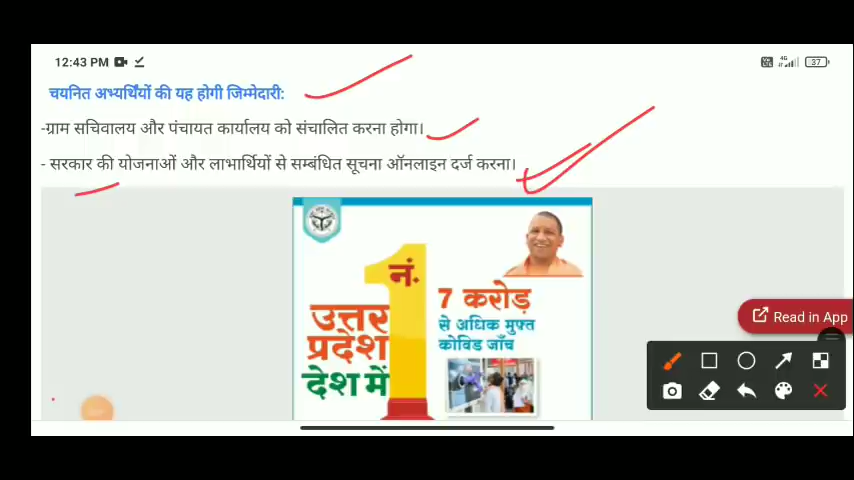 12:43 PM
37
चयनित अभ्यर्थियों की यह होगी जिम्मेदारी:
-ग्राम सचिवालय और पंचायत कार्यालय को संचालित करना होगा।
- सरकार की योजनाओं और लाभार्थियों से सम्बंधित सूचना ऑनलाइन दर्ज करना।
नं.
1
उत्तर
प्रदेश
देश में
7 करोड़
से अधिक मुफ्त
कोविड जाँच
Read in App